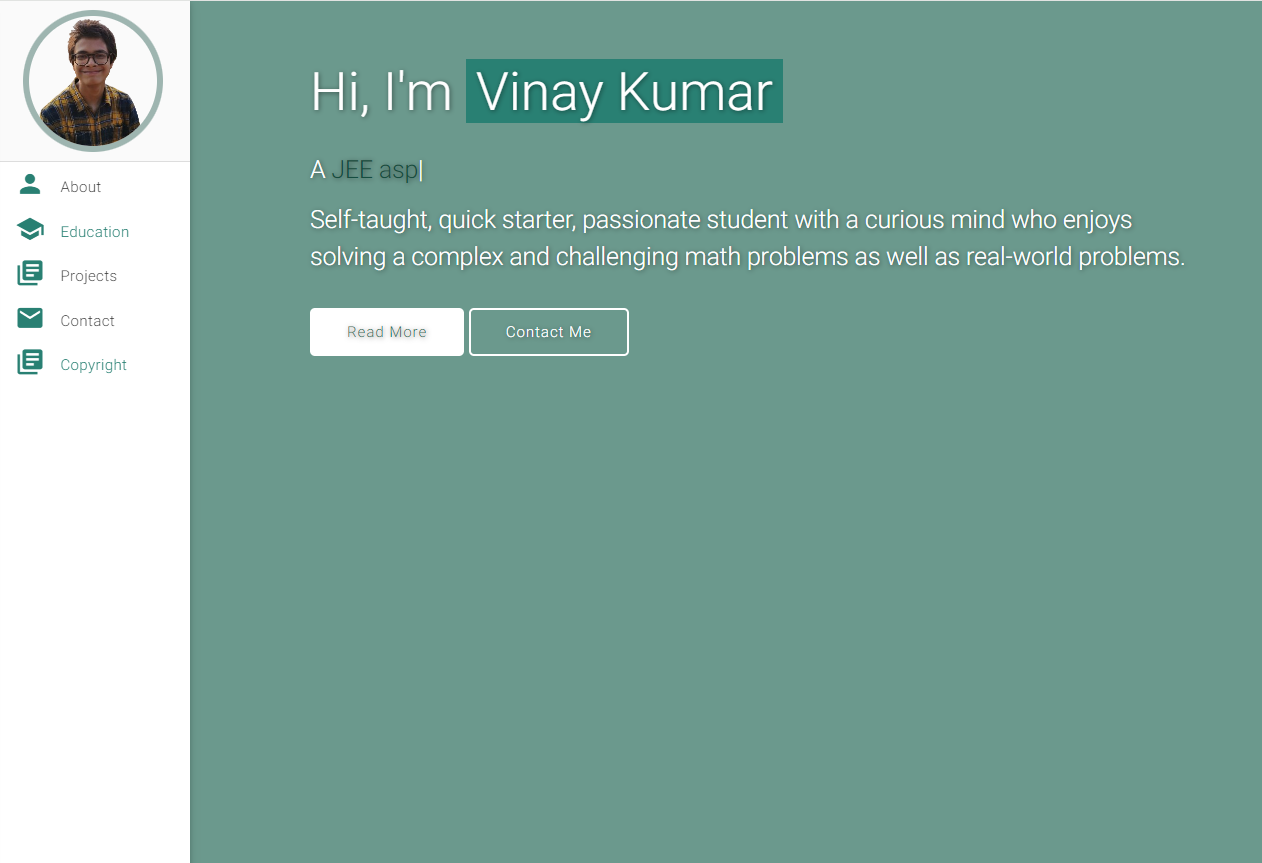 About
Education
Projects
Contact
Copyright
Hi, I'm Vinay Kumar
A JEE asp|
Self-taught, quick starter, passionate student with a curious mind who enjoys
solving a complex and challenging math problems as well as real-world problems.
Read More Contact Me